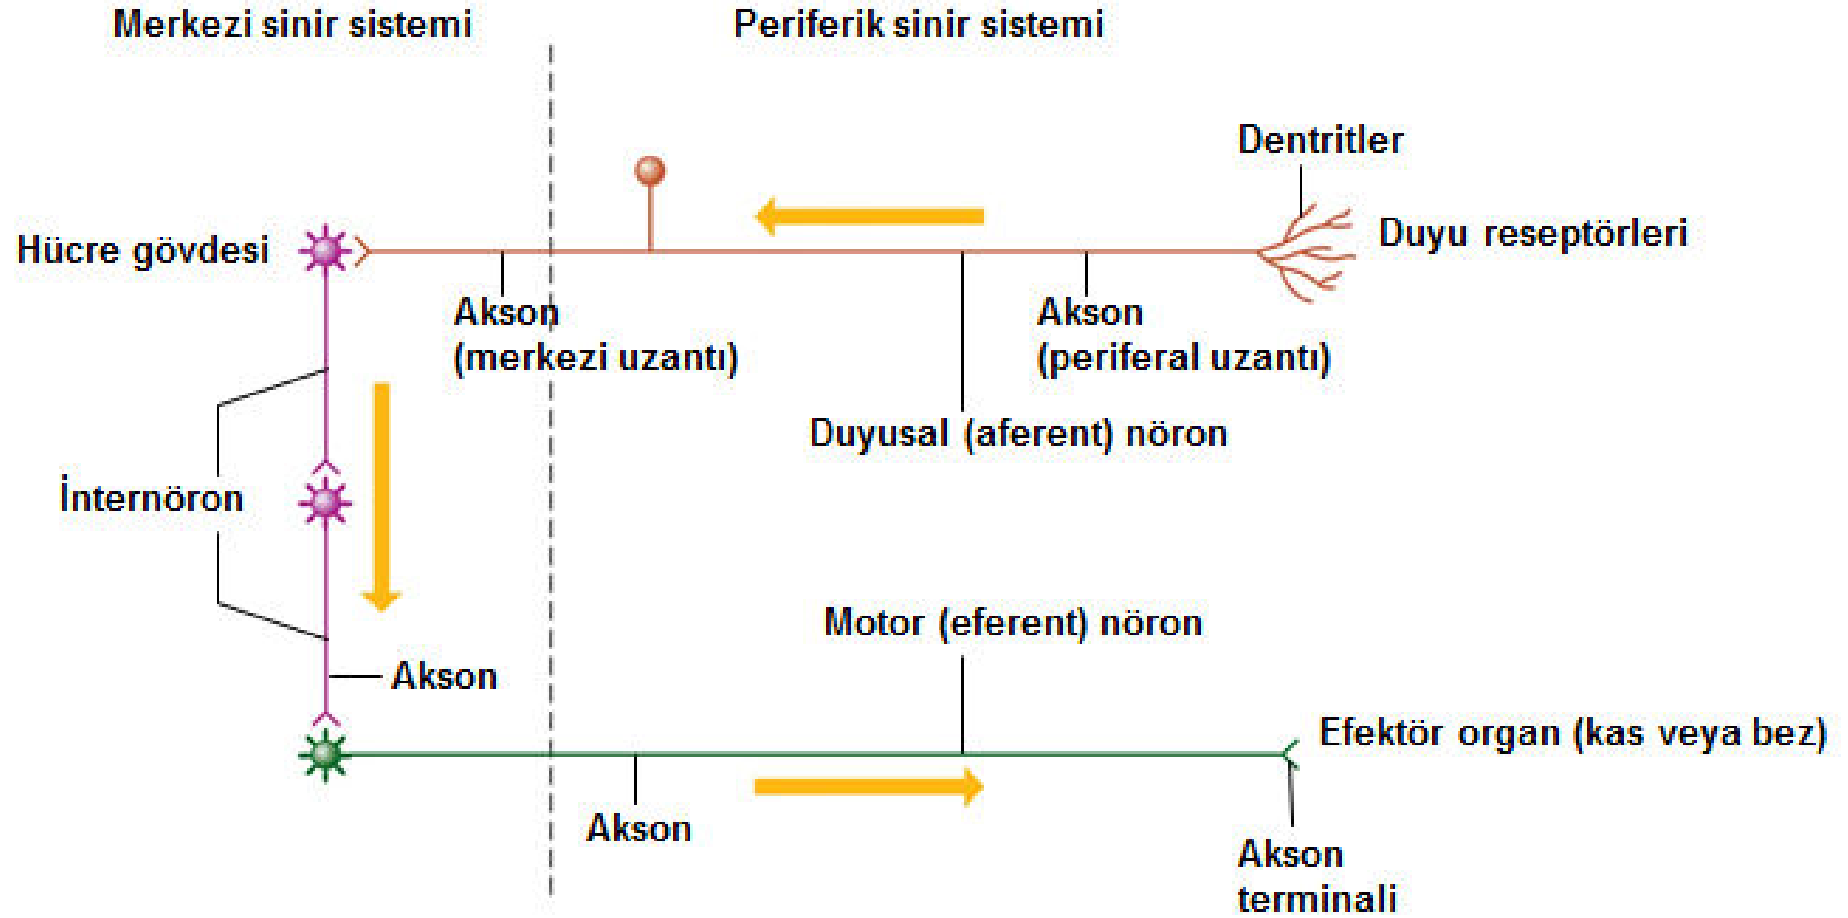 Merkezi sinir sistemi
Periferik sinir sistemi
Dentritler
Hücre gövdesi
Duyu reseptörleri
Akson
(merkezi uzantı)
Akson
(periferal uzantı)
Duyusal (aferent) nöron
İnternöron
Motor (eferent) nöron
Akson
Efektör organ (kas veya bez)
Akson
Akson
terminali